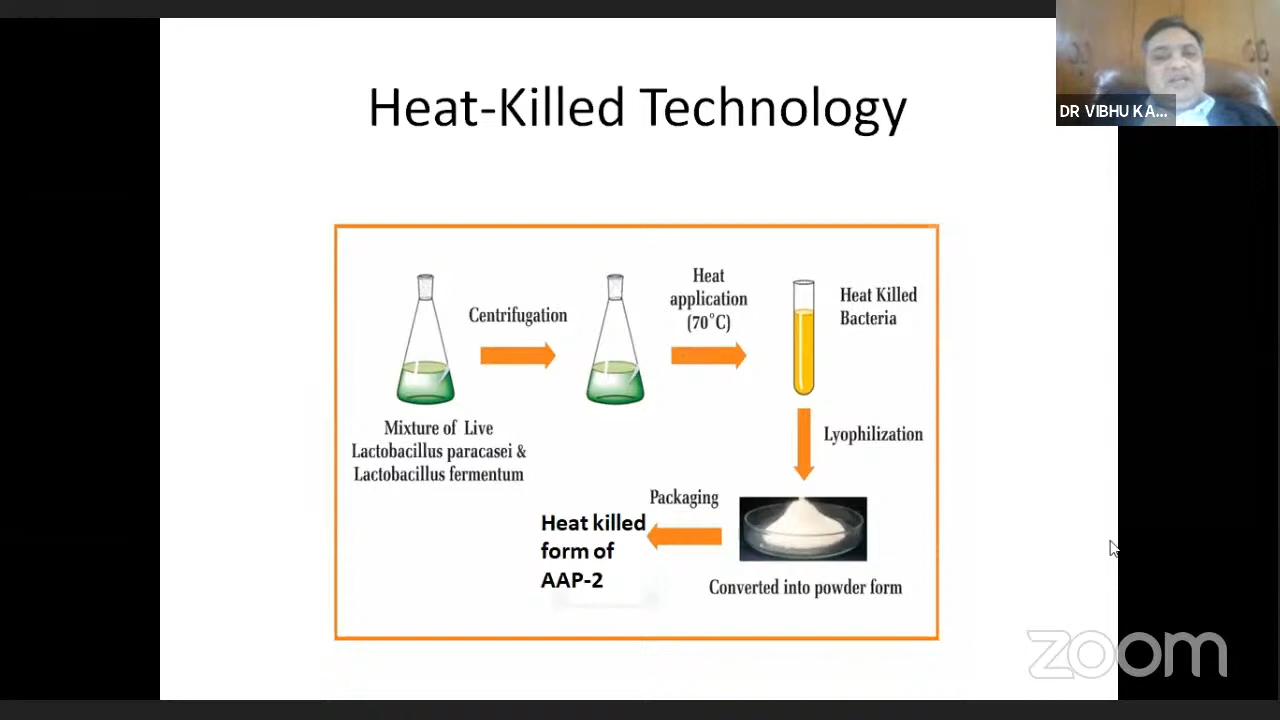 Heat-Killed Technology
DR VIBHU KA...
Centrifugation
Heat
application
(70°C)
Heat Killed
Bacteria
Mixture of Live
Lactobacillus paracasei &
Lactobacillus fermentum
Lyophilization
Packaging
Heat killed
form of
AAP-2
Converted into powder form
zoom